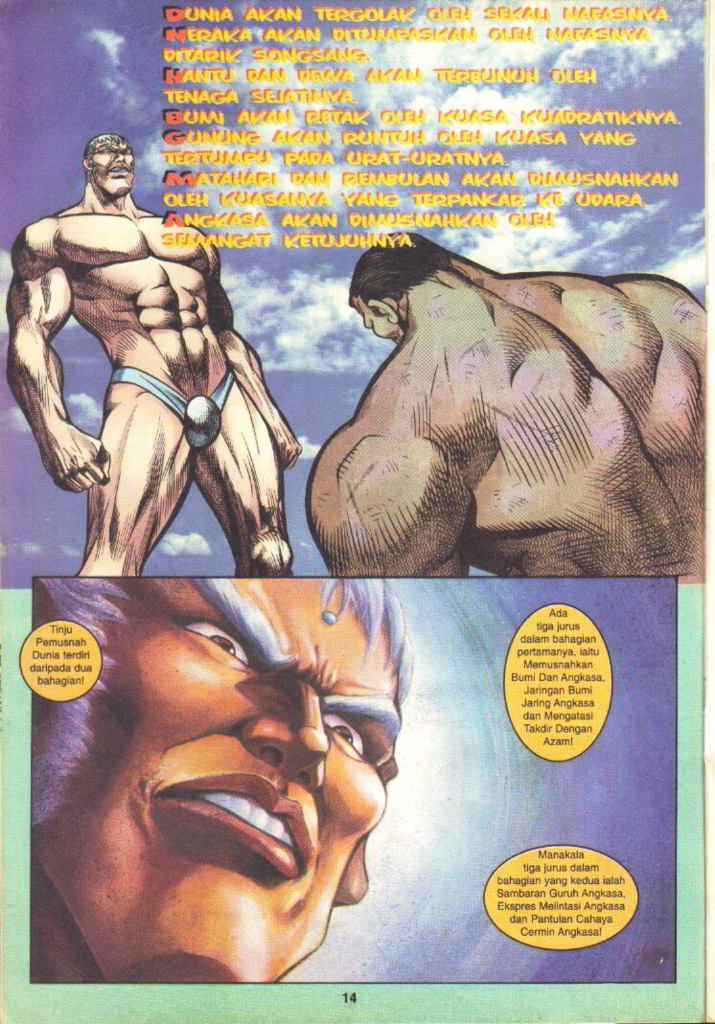 DUNIA AKAN TERGOLAK OLEH SEKALI NAFASNYA.
NERAKA AKAN DITUMPASKAN OLEH NAFASNYA
DITARIK SONGSANG.
HANTU DAN DEWA AKAN TERBUNUH OLEH
TENAGA SEJATINYA.
BUMI AKAN RETAK OLEH KUASA KUADRATIKNYA.
GUNUNG AKAN RUNTUH OLEH KUASA YANG
TERTUMPU PADA URAT-URATNYA.
MATAHARI DAN REMBULAN AKAN DIMUSNAHKAN
OLEH KUASANYA YANG TERPANCAR KE UDARA.
ANGKASA AKAN DIMUSNAHKAN OLEH
SEMANGAT KETUJUHNYA.
Tinju
Pemusnah
Dunia terdiri
daripada dua
bahagian!
Ada
tiga jurus
dalam bahagian
pertamanya, iaitu
Memusnahkan
Bumi Dan Angkasa,
Jaringan Bumi
Jaring Angkasa
dan Mengatasi
Takdir Dengan
Azam!
Manakala
tiga jurus dalam
bahagian yang kedua ialah
Sambaran Guruh Angkasa,
Ekspres Melintasi Angkasa
dan Pantulan Cahaya
Cermin Angkasa!
14